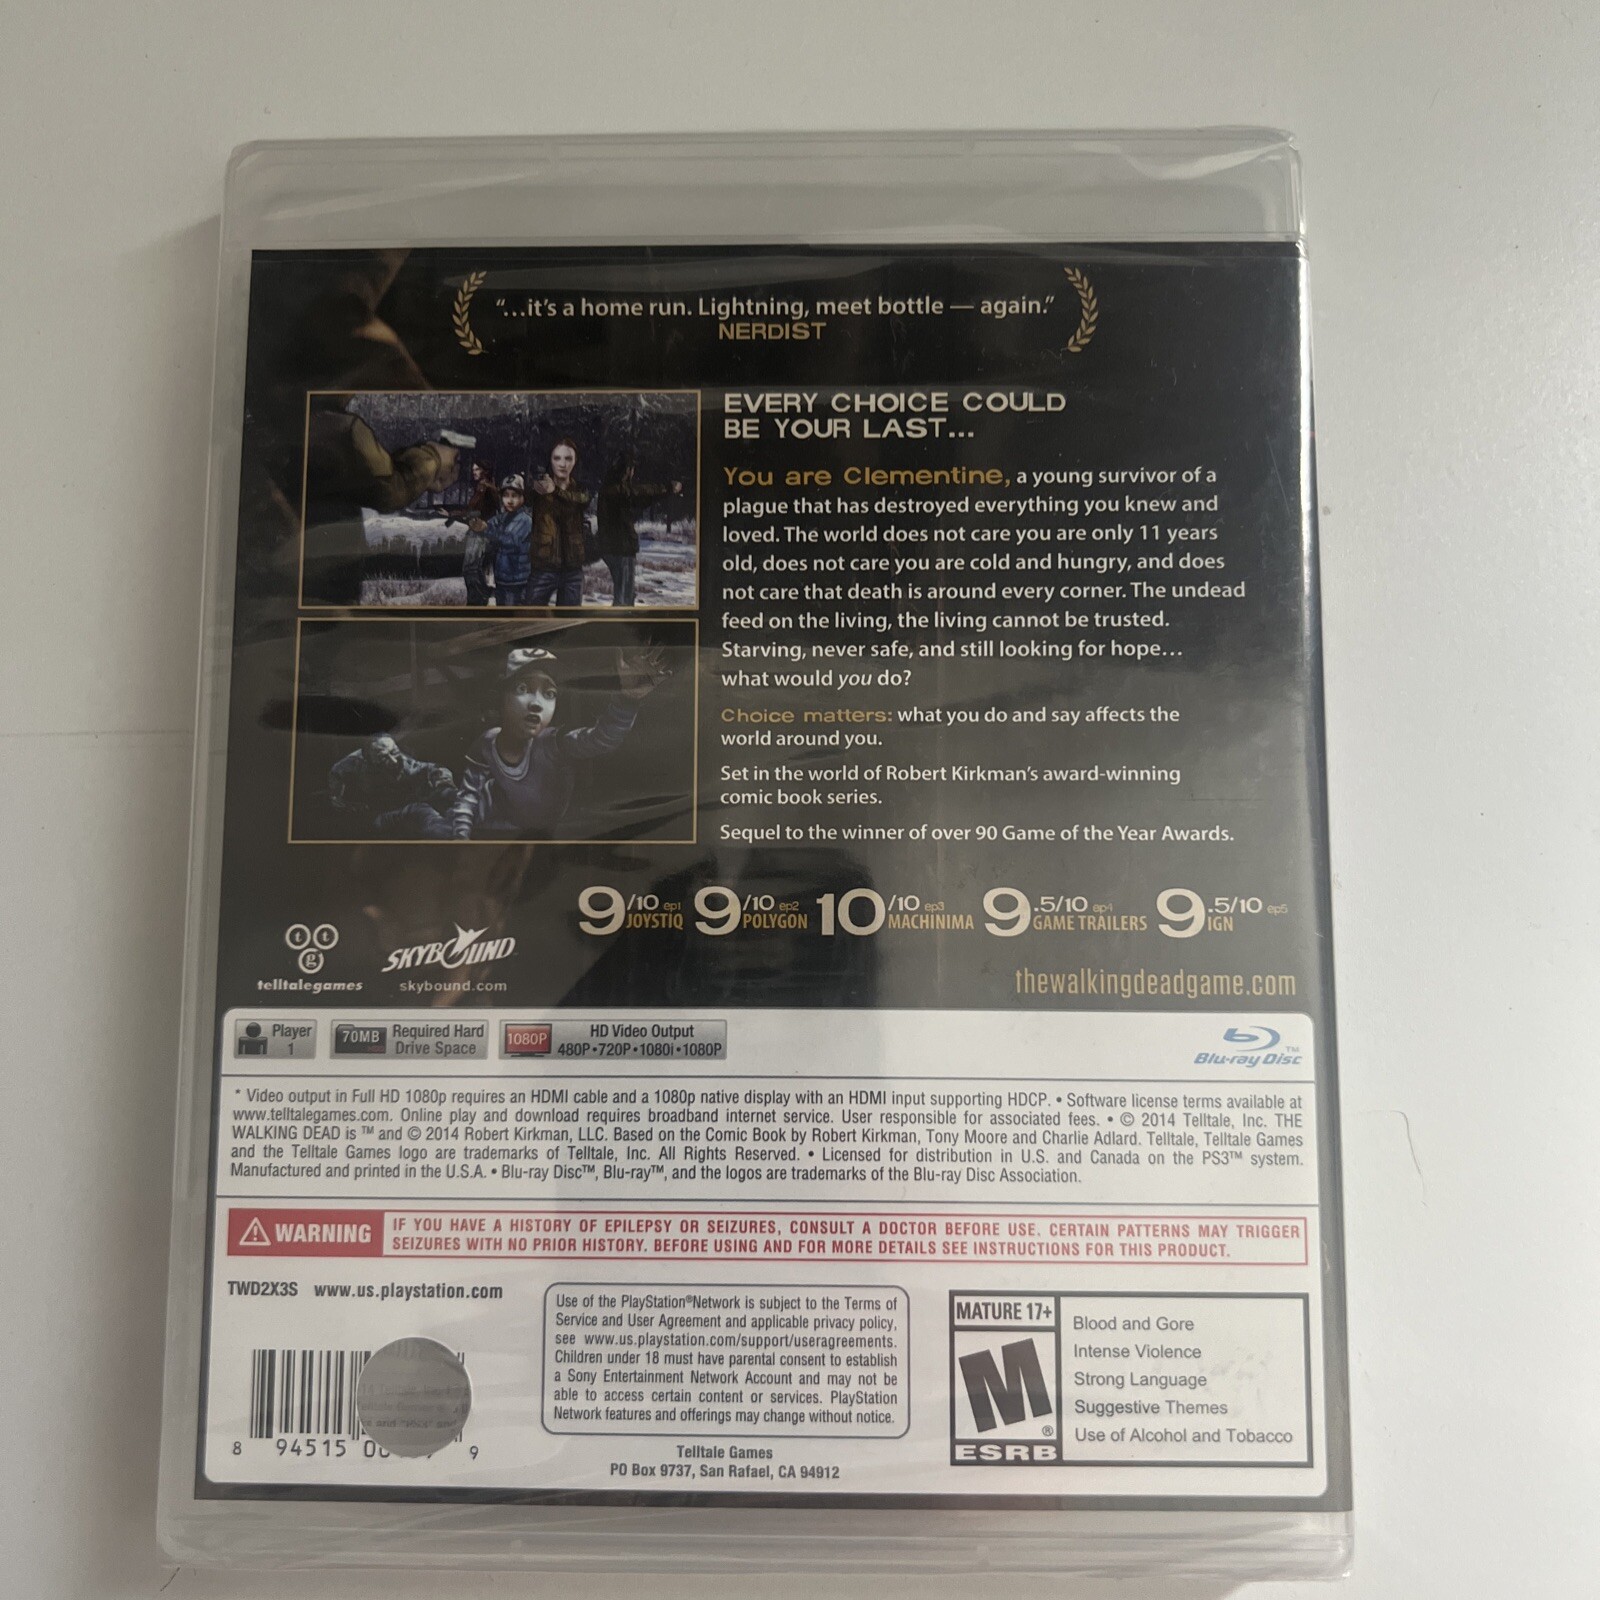 “...it’s a home run. Lightning, meet bottle — again.”
NERDIST
EVERY CHOICE COULD
BE YOUR LAST...
You are Clementine, a young survivor of a
plague that has destroyed everything you knew and
loved. The world does not care you are only 11 years
old, does not care you are cold and hungry, and does
not care that death is around every corner. The undead
feed on the living, the living cannot be trusted.
Starving, never safe, and still looking for hope...
what would you do?
Choice matters: what you do and say affects the
world around you.
Set in the world of Robert Kirkman’s award-winning
comic book series.
Sequel to the winner of over 90 Game of the Year Awards.
9/10 ep1 JOYSTIQ
9/10 ep2 POLYGON
10/10 ep3 MACHINIMA
9.5/10 ep4 GAME TRAILERS
9.5/10 ep5 IGN
t t g
telltalegames
SKYBOUND
skybound.com
thewalkingdeadgame.com
Player
1
70MB
Required Hard
Drive Space
1080P
HD Video Output
480P•720P•1080i•1080P
Blu-ray Disc™
* Video output in Full HD 1080p requires an HDMI cable and a 1080p native display with an HDMI input supporting HDCP. • Software license terms available at
www.telltalegames.com. Online play and download requires broadband internet service. User responsible for associated fees. • © 2014 Telltale, Inc. THE
WALKING DEAD is ™ and © 2014 Robert Kirkman, LLC. Based on the Comic Book by Robert Kirkman, Tony Moore and Charlie Adlard. Telltale, Telltale Games
and the Telltale Games logo are trademarks of Telltale, Inc. All Rights Reserved. • Licensed for distribution in U.S. and Canada on the PS3™ system.
Manufactured and printed in the U.S.A. • Blu-ray Disc™, Blu-ray™, and the logos are trademarks of the Blu-ray Disc Association.
WARNING
IF YOU HAVE A HISTORY OF EPILEPSY OR SEIZURES, CONSULT A DOCTOR BEFORE USE. CERTAIN PATTERNS MAY TRIGGER
SEIZURES WITH NO PRIOR HISTORY. BEFORE USING AND FOR MORE DETAILS SEE INSTRUCTIONS FOR THIS PRODUCT.
TWD2X3S www.us.playstation.com
8 94515 00 9
Use of the PlayStation®Network is subject to the Terms of
Service and User Agreement and applicable privacy policy,
see www.us.playstation.com/support/useragreements.
Children under 18 must have parental consent to establish
a Sony Entertainment Network Account and may not be
able to access certain content or services. PlayStation
Network features and offerings may change without notice.
Telltale Games
PO Box 9737, San Rafael, CA 94912
MATURE 17+
M®
ESRB
Blood and Gore
Intense Violence
Strong Language
Suggestive Themes
Use of Alcohol and Tobacco